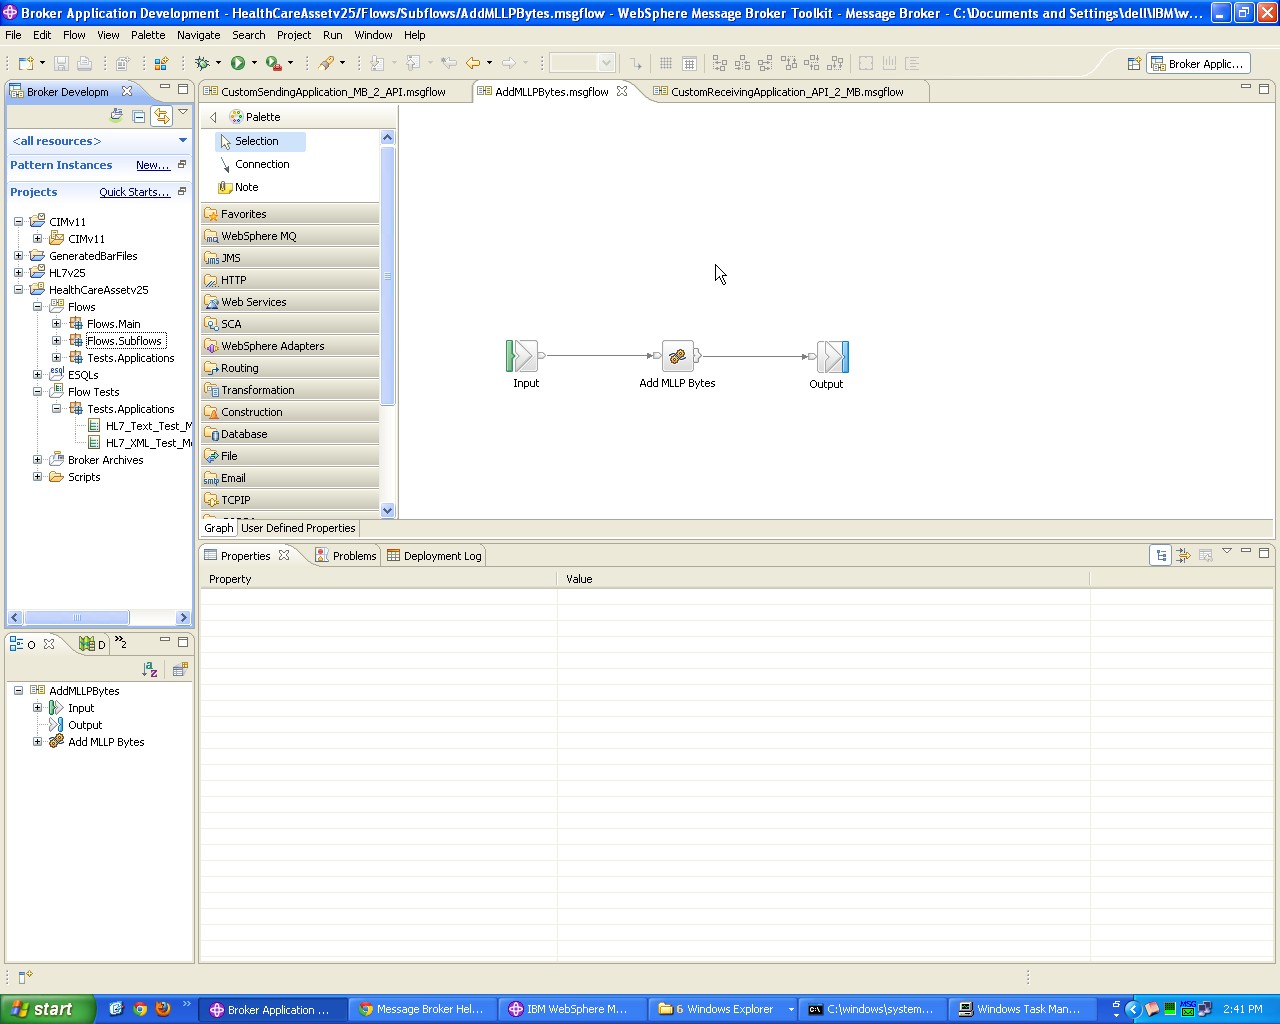 Broker Application Development - HealthCareAssetv25/Flows/Subflows/AddMLLPBytes.msgflow - WebSphere Message Broker Toolkit - Message Broker - C:\Documents and Settings\dell\IBM\w...
File Edit Flow View Palette Navigate Search Project Run Window Help
Broker Applic...
Broker Developm
<all resources>
Pattern Instances New...
Projects Quick Starts...
CIMv11
CIMv11
GeneratedBarFiles
HL7v25
HealthCareAssetv25
Flows
Flows.Main
Flows.Subflows
Tests.Applications
esql ESQLs
Flow Tests
Tests.Applications
HL7_Text_Test_M
HL7_XML_Test_M
Broker Archives
Scripts
CustomSendingApplication_MB_2_API.msgflow
AddMLLPBytes.msgflow
CustomReceivingApplication_API_2_MB.msgflow
Palette
Selection
Connection
Note
Favorites
WebSphere MQ
JMS
HTTP
Web Services
SCA
WebSphere Adapters
Routing
Transformation
Construction
Database
File
Email
TCPIP
Input
Add MLLP Bytes
Output
Graph User Defined Properties
Properties Problems Deployment Log
Property Value
O D »2
AddMLLPBytes
Input
Output
Add MLLP Bytes
start
Broker Application ...
Message Broker Hel...
IBM WebSphere M...
6 Windows Explorer
C:\windows\system...
Windows Task Man...
5
2:41 PM